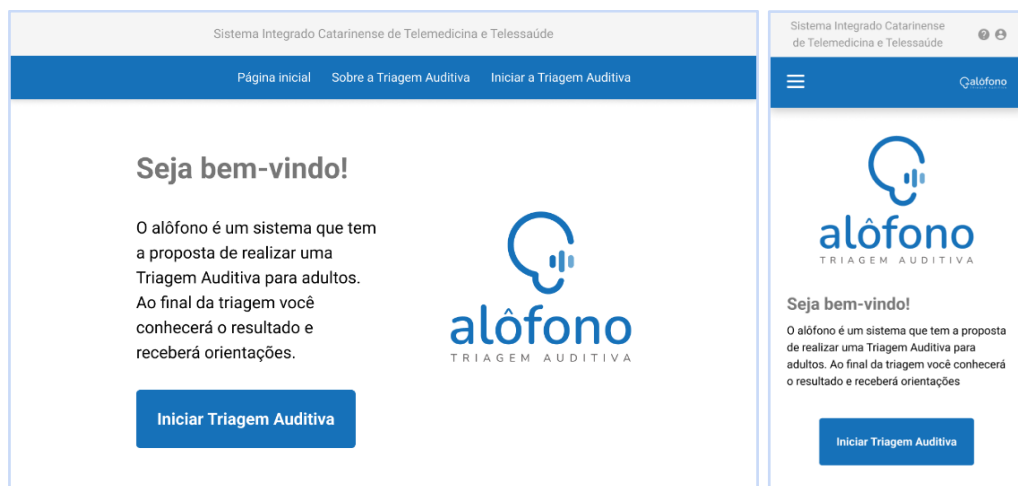 Sistema Integrado Catarinense de Telemedicina e Telessaúde
Página inicial Sobre a Triagem Auditiva Iniciar a Triagem Auditiva
Seja bem-vindo!
O alôfono é um sistema que tem
a proposta de realizar uma
Triagem Auditiva para adultos.
Ao final da triagem você
conhecerá o resultado e
receberá orientações.
Iniciar Triagem Auditiva
alôfono
TRIAGEM AUDITIVA
Sistema Integrado Catarinense
de Telemedicina e Telessaúde
alôfono
alôfono
TRIAGEM AUDITIVA
Seja bem-vindo!
O alôfono é um sistema que tem a proposta
de realizar uma Triagem Auditiva para
adultos. Ao final da triagem você conhecerá
o resultado e receberá orientações
Iniciar Triagem Auditiva